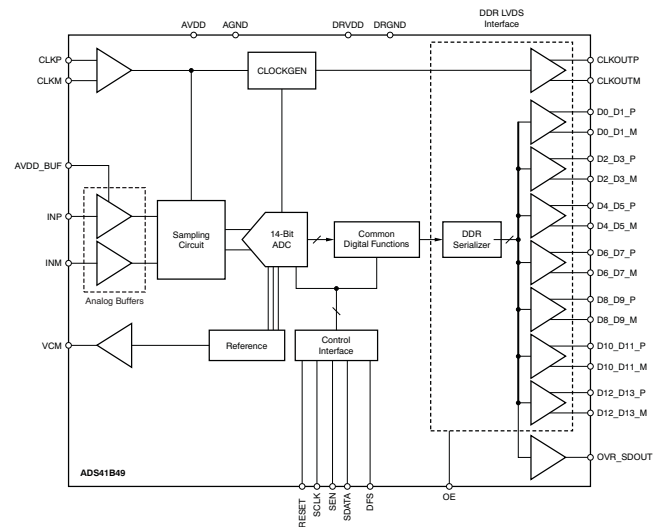 DDR LVDS
Interface
AVDD
AGND
DRVDD
DRGND
CLKP
CLKM
CLOCKGEN
CLKOUTP
CLKOUTM
D0_D1_P
D0_D1_M
AVDD_BUF
D2_D3_P
D2_D3_M
INP
INM
Sampling
Circuit
14-Bit
ADC
Common
Digital Functions
DDR
Serializer
D4_D5_P
D4_D5_M
D6_D7_P
D6_D7_M
Analog Buffers
D8_D9_P
D8_D9_M
VCM
Reference
Control
Interface
D10_D11_P
D10_D11_M
D12_D13_P
D12_D13_M
OVR_SDOUT
ADS41B49
RESET
SCLK
SEN
SDATA
DFS
OE